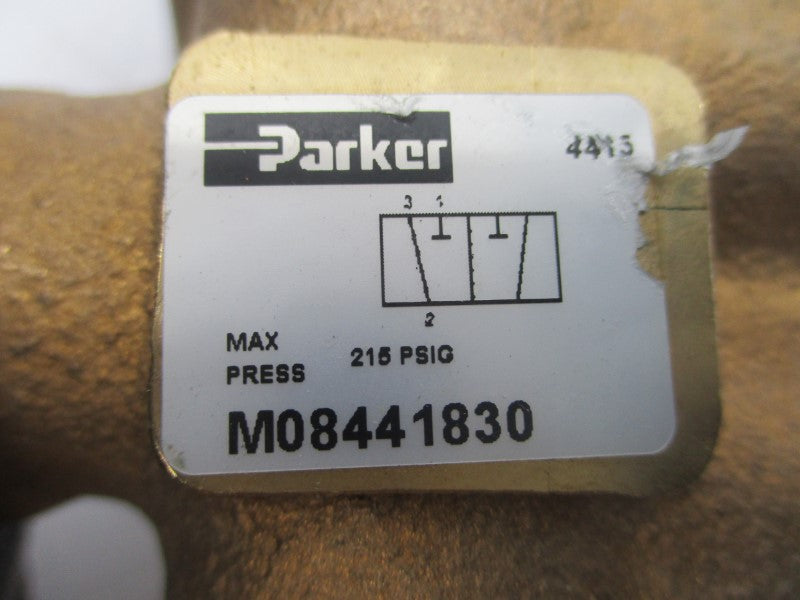 Parker 4415
3 1
2
MAX
PRESS 215 PSIG
M08441830